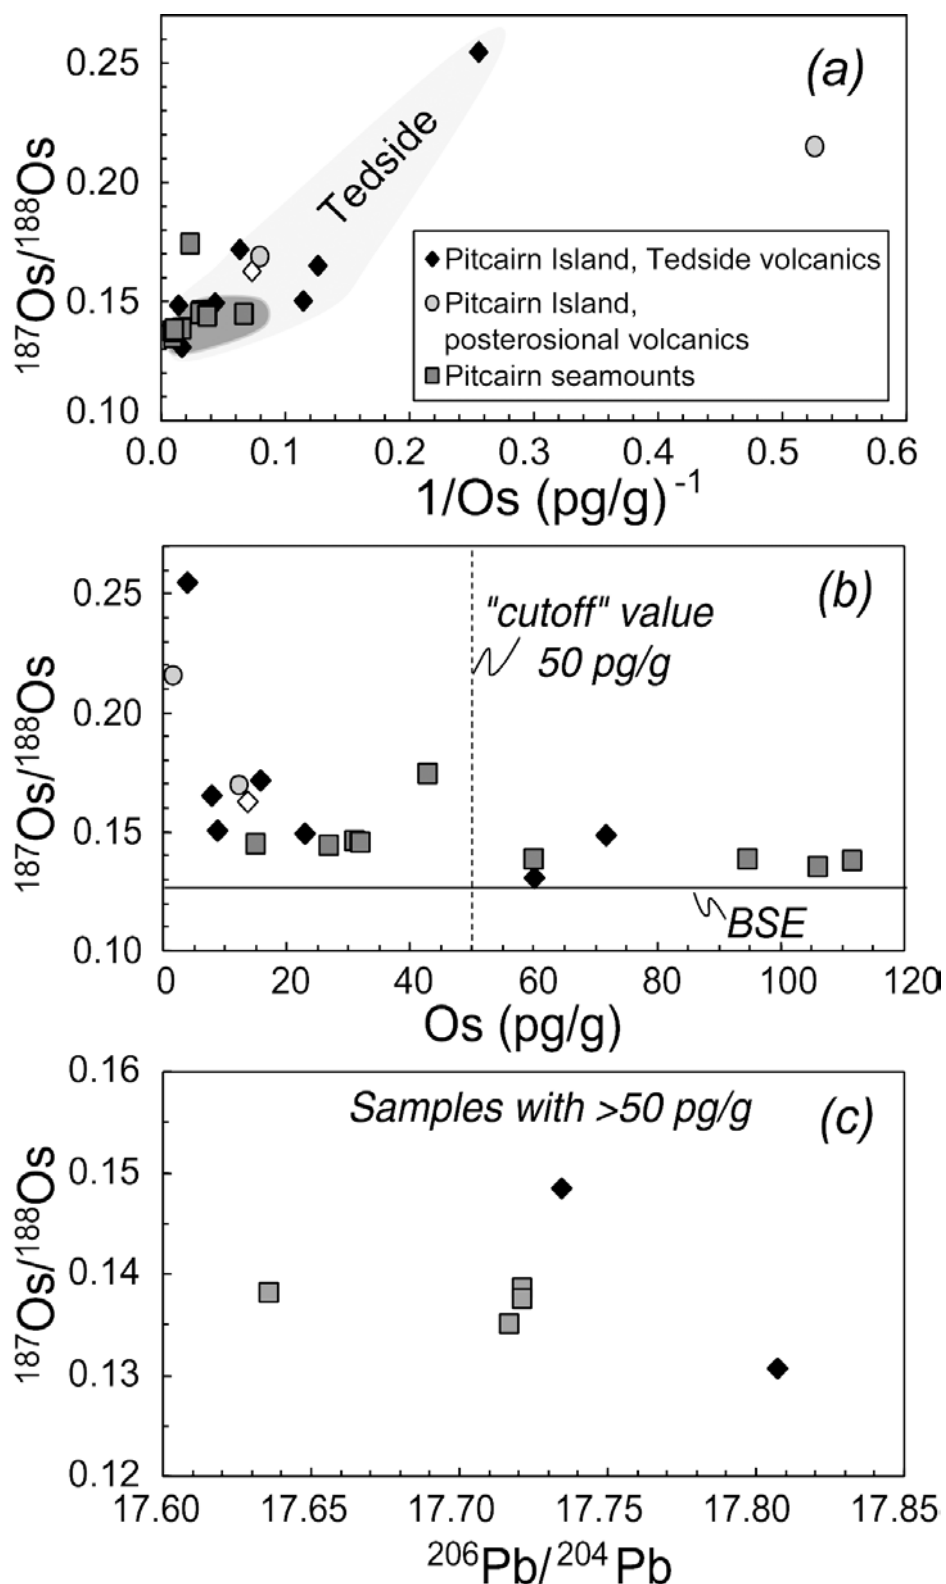 (a)
0.25
0.20
0.15
0.10
187Os/188Os
Tedside
Pitcairn Island, Tedside volcanics
Pitcairn Island,
posterosional volcanics
Pitcairn seamounts
0.0 0.1 0.2 0.3 0.4 0.5 0.6
1/Os (pg/g)-1
(b)
0.25
0.20
0.15
0.10
187Os/188Os
"cutoff" value
50 pg/g
BSE
0 20 40 60 80 100 120
Os (pg/g)
(c)
0.16
0.15
0.14
0.13
0.12
187Os/188Os
Samples with >50 pg/g
17.60 17.65 17.70 17.75 17.80 17.85
206Pb/204Pb